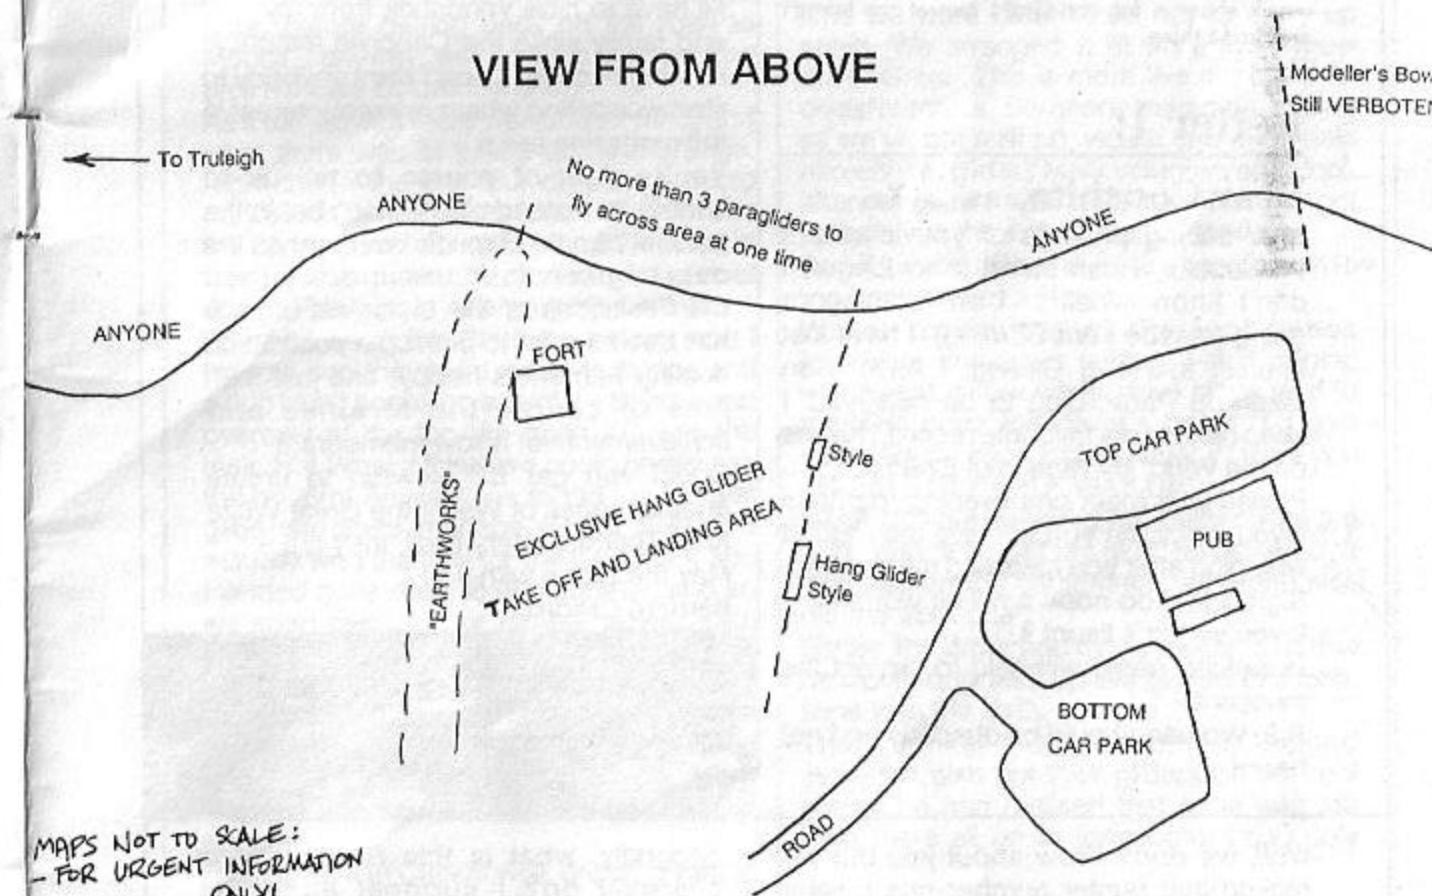 VIEW FROM ABOVE
Modeller's
Still
To Truleigh
No more than 3 paragliders to
fly across area at one time
ANYONE
ANYONE
ANYONE
FORT
TOP CAR PARK
Style
EXCLUSIVE HANG GLIDER
TAKE OFF AND LANDING AREA
"EARTHWORKS"
PUB
Hang Glider
Style
BOTTOM
CAR PARK
ROAD
MAPS NOT TO SCALE:
- FOR URGENT INFORMATION
ONLY!